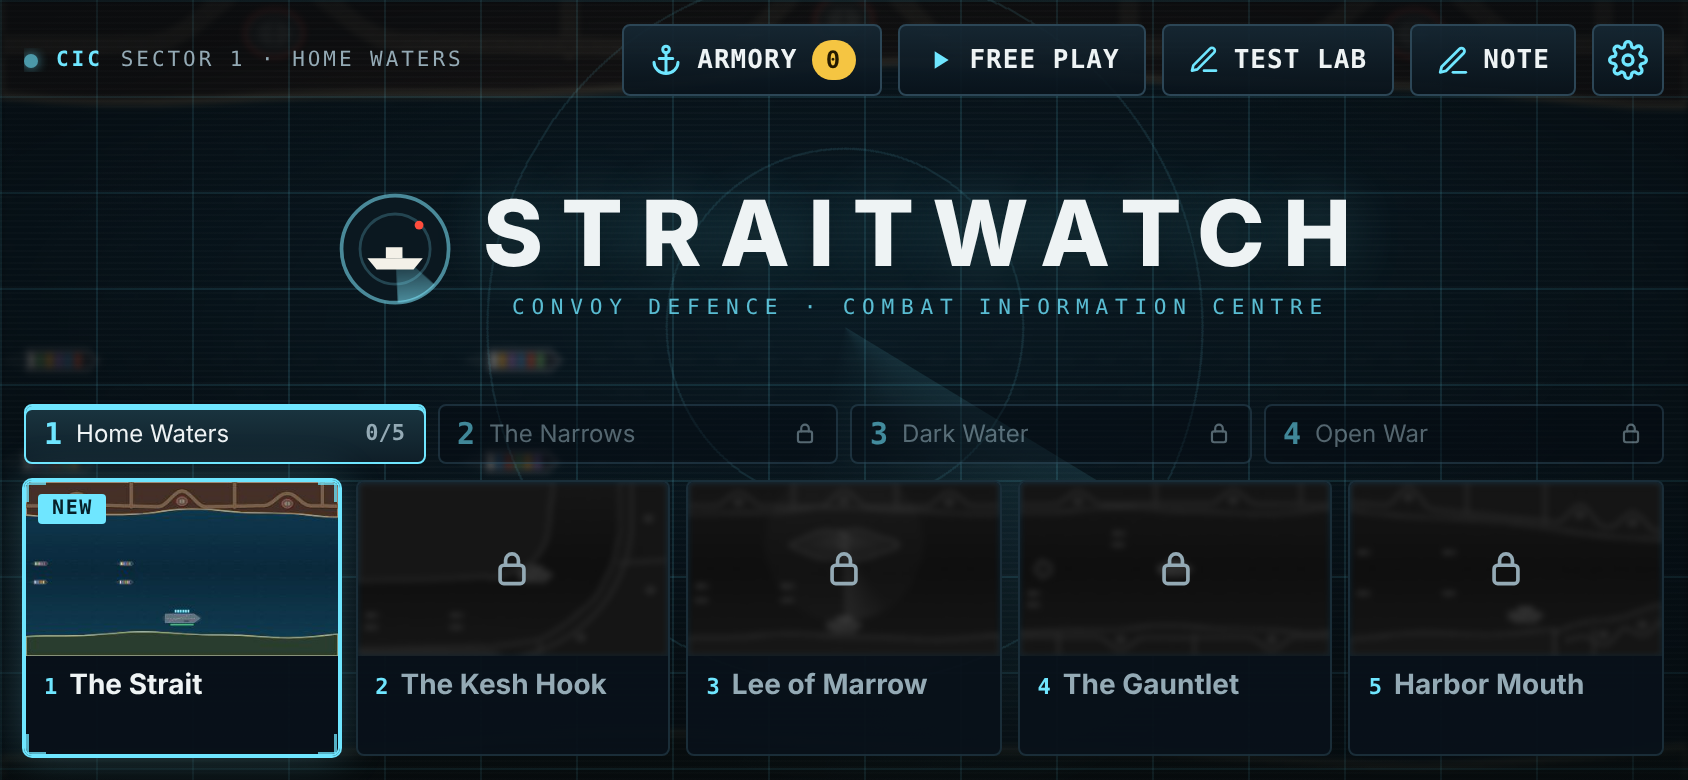 CIC SECTOR 1 · HOME WATERS
ARMORY 0
FREE PLAY
TEST LAB
NOTE
STRAITWATCH
CONVOY DEFENCE · COMBAT INFORMATION CENTRE
1 Home Waters 0/5
2 The Narrows
3 Dark Water
4 Open War
NEW
1 The Strait
2 The Kesh Hook
3 Lee of Marrow
4 The Gauntlet
5 Harbor Mouth